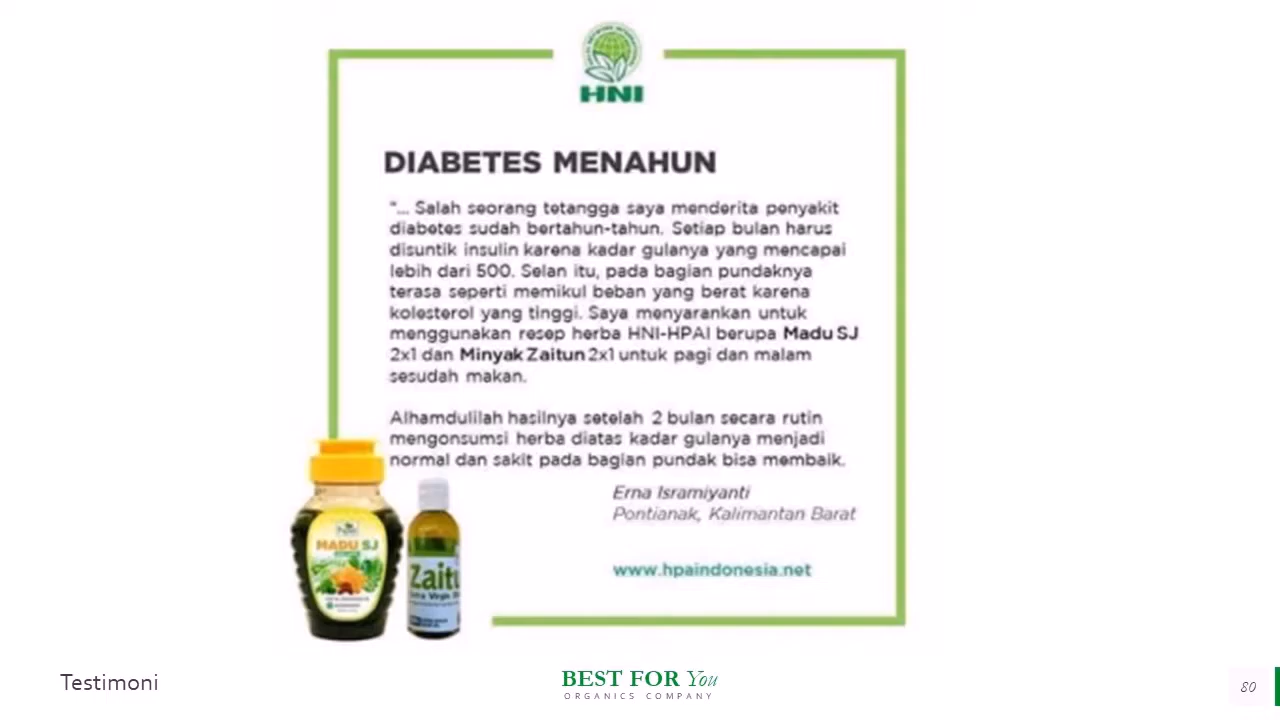 HNI
DIABETES MENAHUN
"... Salah seorang tetangga saya menderita penyakit
diabetes sudah bertahun-tahun. Setiap bulan harus
disuntik insulin karena kadar gulanya yang mencapai
lebih dari 500. Selan itu, pada bagian pundaknya
terasa seperti memikul beban yang berat karena
kolesterol yang tinggi. Saya menyarankan untuk
menggunakan resep herba HNI-HPAI berupa Madu SJ
2x1 dan Minyak Zaitun 2x1 untuk pagi dan malam
sesudah makan.
Alhamdulilah hasilnya setelah 2 bulan secara rutin
mengonsumsi herba diatas kadar gulanya menjadi
normal dan sakit pada bagian pundak bisa membaik.
Erna Isramiyanti
Pontianak, Kalimantan Barat
www.hpaindonesia.net
MADU SJ
Zaitu
Extra Virgin
Testimoni
BEST FOR You
ORGANICS COMPANY
80